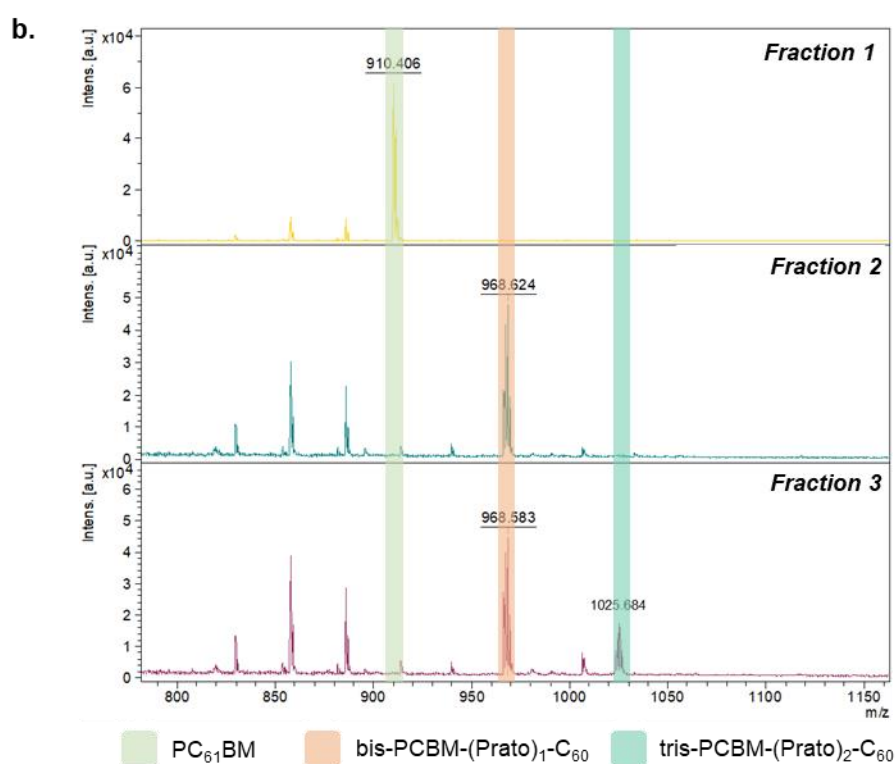 b.
x10⁴
Intens. [a.u.]
910.406
Fraction 1
6
4
2
0
x10⁴
Intens. [a.u.]
968.624
Fraction 2
5
4
3
2
1
0
x10⁴
Intens. [a.u.]
968.583
1025.684
Fraction 3
6
5
4
3
2
1
0
800 850 900 950 1000 1050 1100 1150
m/z
PC₆₁BM bis-PCBM-(Prato)₁-C₆₀ tris-PCBM-(Prato)₂-C₆₀